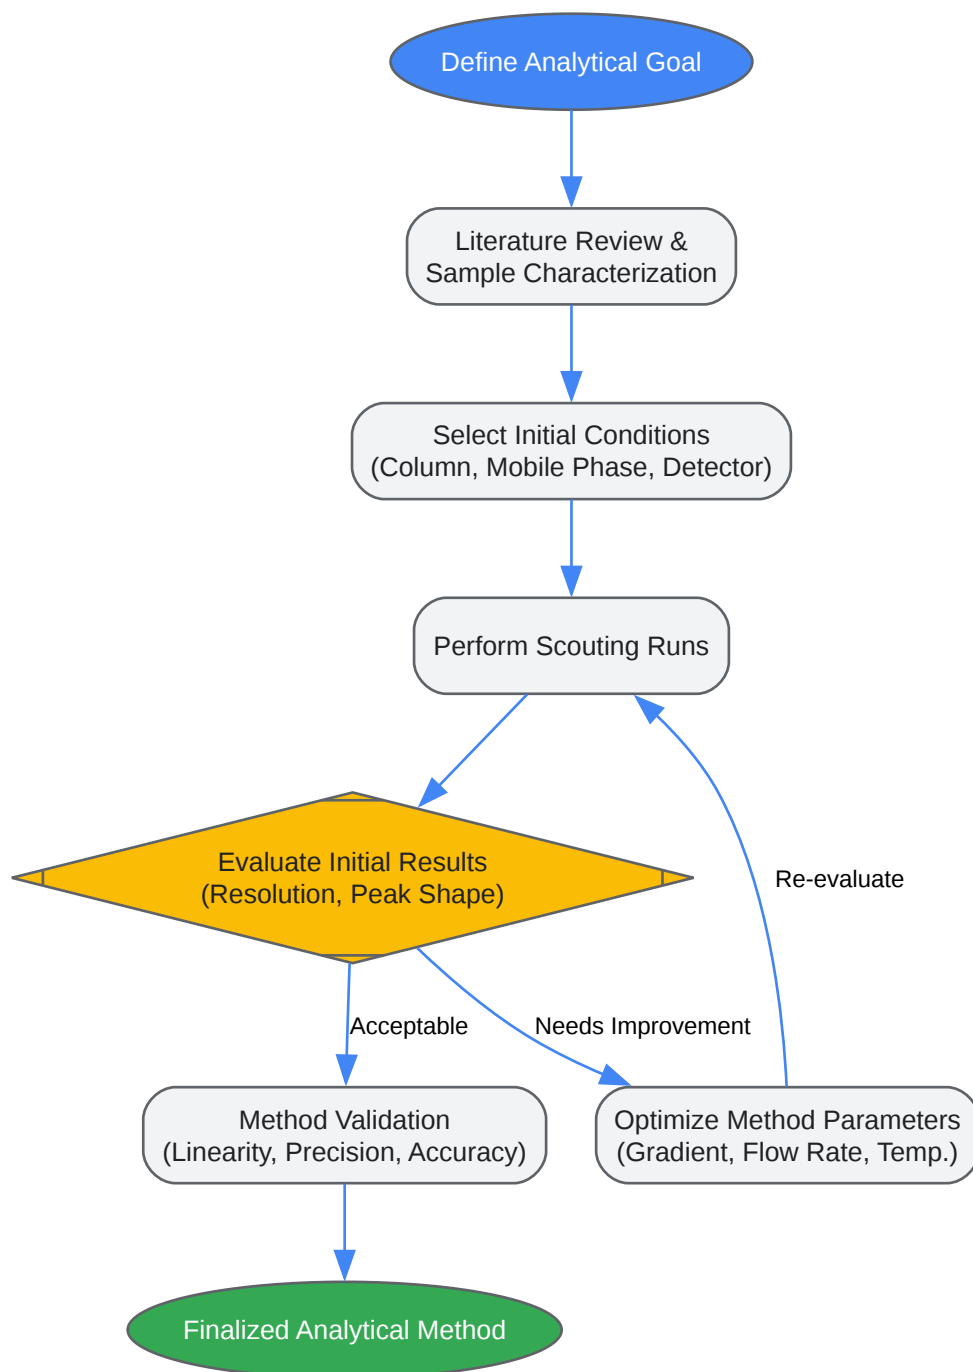 Define Analytical Goal
Literature Review &
Sample Characterization
Select Initial Conditions
(Column, Mobile Phase, Detector)
Perform Scouting Runs
Evaluate Initial Results
(Resolution, Peak Shape)
Re-evaluate
Acceptable
Needs Improvement
Method Validation
(Linearity, Precision, Accuracy)
Optimize Method Parameters
(Gradient, Flow Rate, Temp.)
Finalized Analytical Method